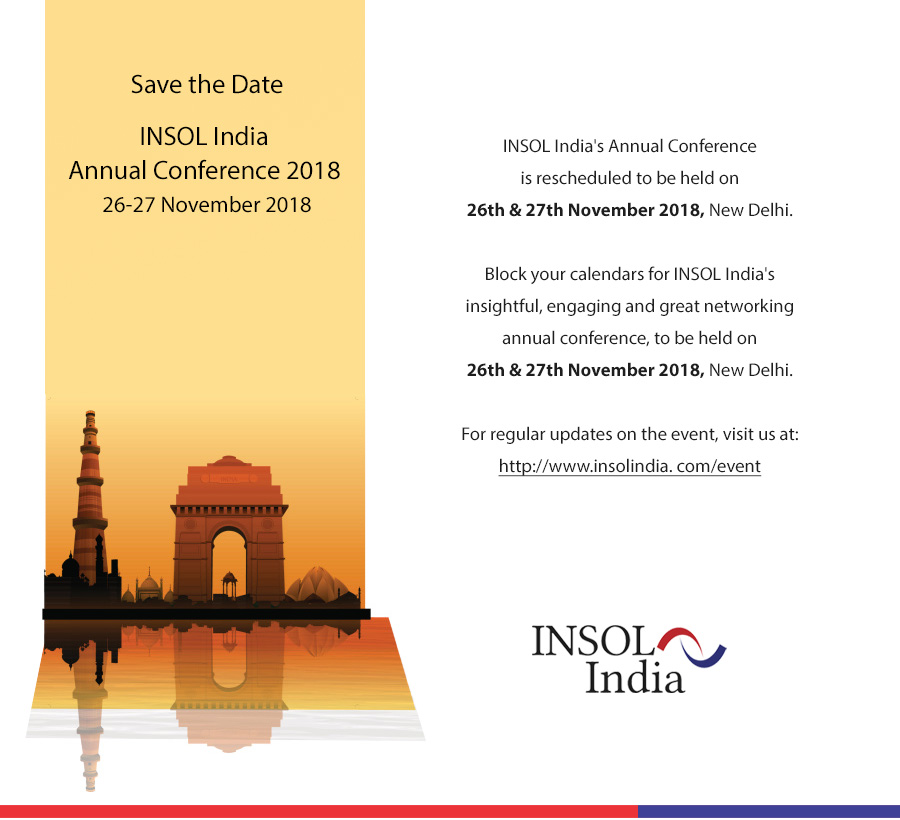 Save the Date
INSOL India
Annual Conference 2018
26-27 November 2018
INSOL India's Annual Conference
is rescheduled to be held on
26th & 27th November 2018, New Delhi.
Block your calendars for INSOL India's
insightful, engaging and great networking
annual conference, to be held on
26th & 27th November 2018, New Delhi.
For regular updates on the event, visit us at:
http://www.insolindia. com/event
INSOL
India